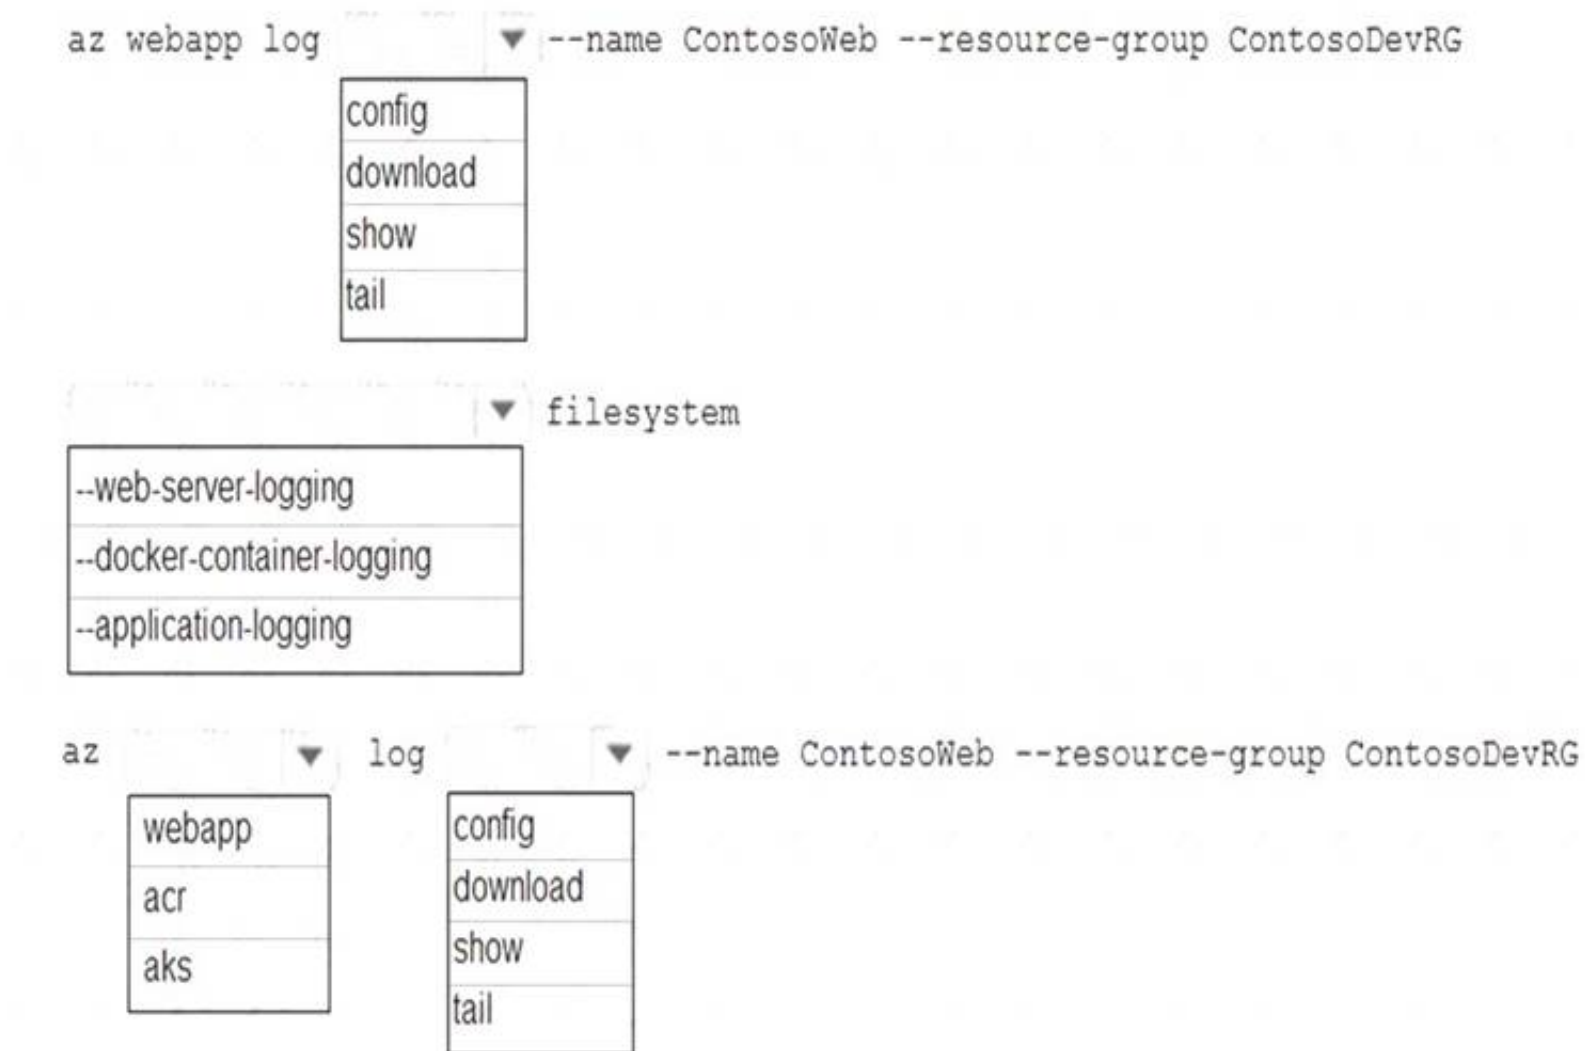 az webapp log --name ContosoWeb --resource-group ContosoDevRG
config
download
show
tail
filesystem
--web-server-logging
--docker-container-logging
--application-logging
az log --name ContosoWeb --resource-group ContosoDevRG
webapp
acr
aks
config
download
show
tail